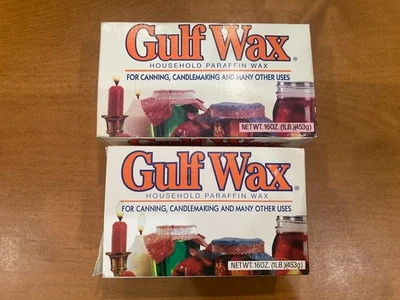 Gulf Wax®
HOUSEHOLD PARAFFIN WAX
FOR CANNING, CANDLEMAKING AND MANY OTHER USES
NET.WT. 16OZ. (1LB.)(453g)
Gulf Wax®
HOUSEHOLD PARAFFIN WAX
FOR CANNING, CANDLEMAKING AND MANY OTHER USES
NET.WT.16OZ. (1LB.)(453g)